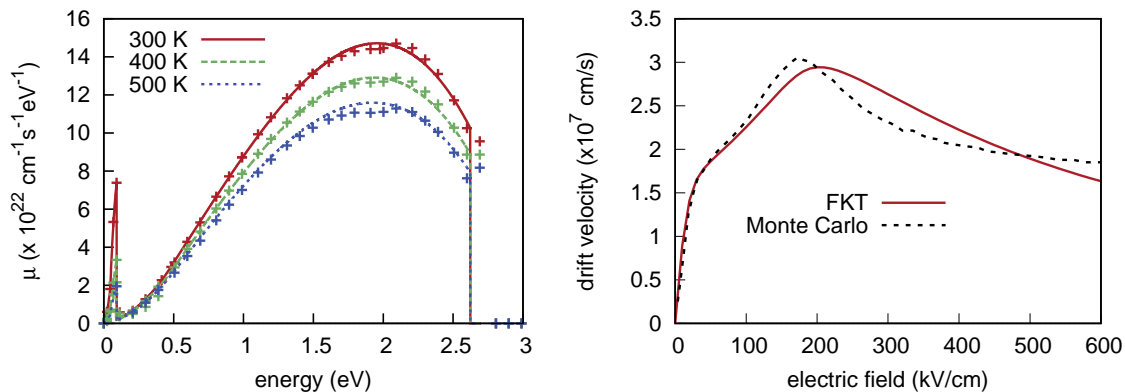 16
14
12
10
8
6
4
2
0
μ (x 10²² cm⁻¹ s⁻¹ eV⁻¹)
300 K
400 K
500 K
0 0.5 1 1.5 2 2.5 3
energy (eV)
3.5
3
2.5
2
1.5
1
0.5
0
drift velocity (x10⁷ cm/s)
FKT
Monte Carlo
0 100 200 300 400 500 600
electric field (kV/cm)